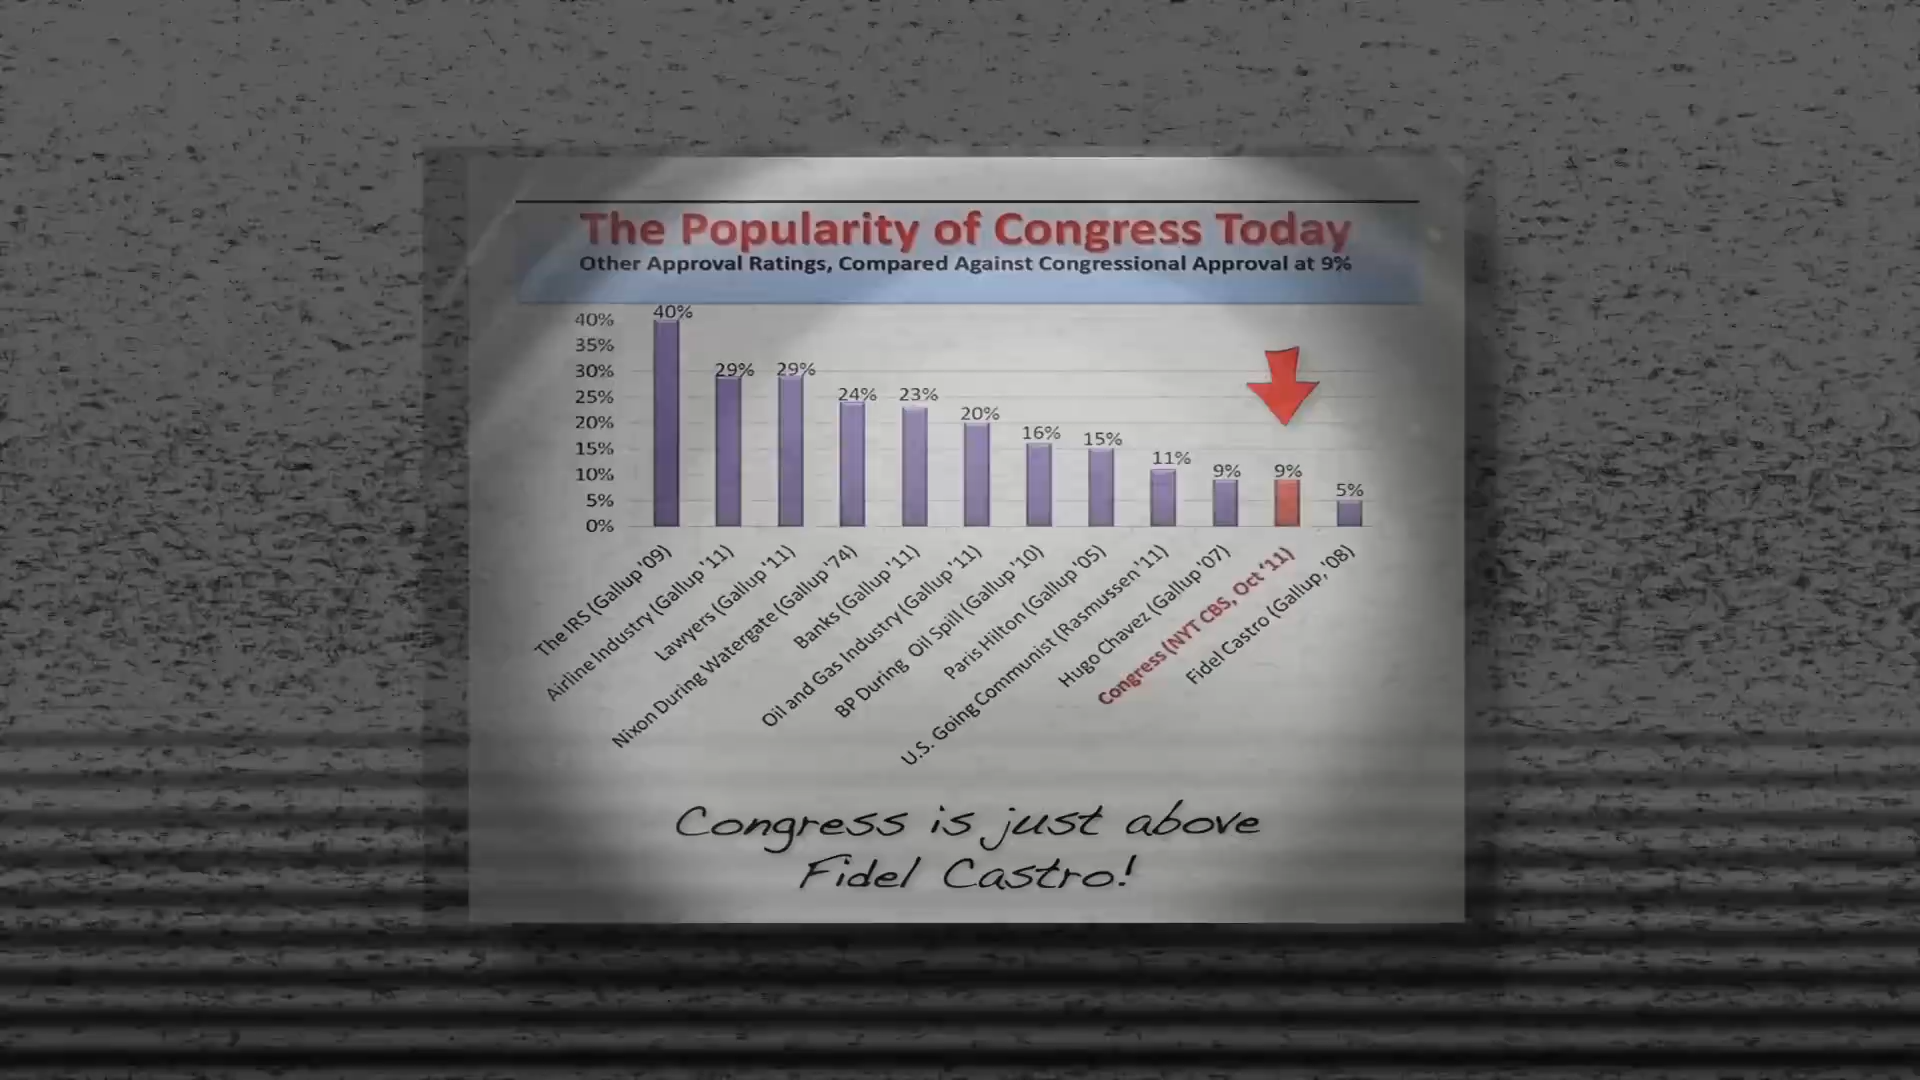 The Popularity of Congress Today
Other Approval Ratings, Compared Against Congressional Approval at 9%
40%
35%
30%
25%
20%
15%
10%
5%
0%
40%
29%
29%
24%
23%
20%
16%
15%
11%
9%
9%
5%
The IRS (Gallup '09)
Airline Industry (Gallup '11)
Lawyers (Gallup '11)
Nixon During Watergate (Gallup '74)
Banks (Gallup '11)
Oil and Gas Industry (Gallup '11)
BP During Oil Spill (Gallup '10)
Paris Hilton (Gallup '05)
U.S. Going Communist (Rasmussen '11)
Hugo Chavez (Gallup '07)
Congress (NYT CBS, Oct '11)
Fidel Castro (Gallup, '08)
Congress is just above
Fidel Castro!